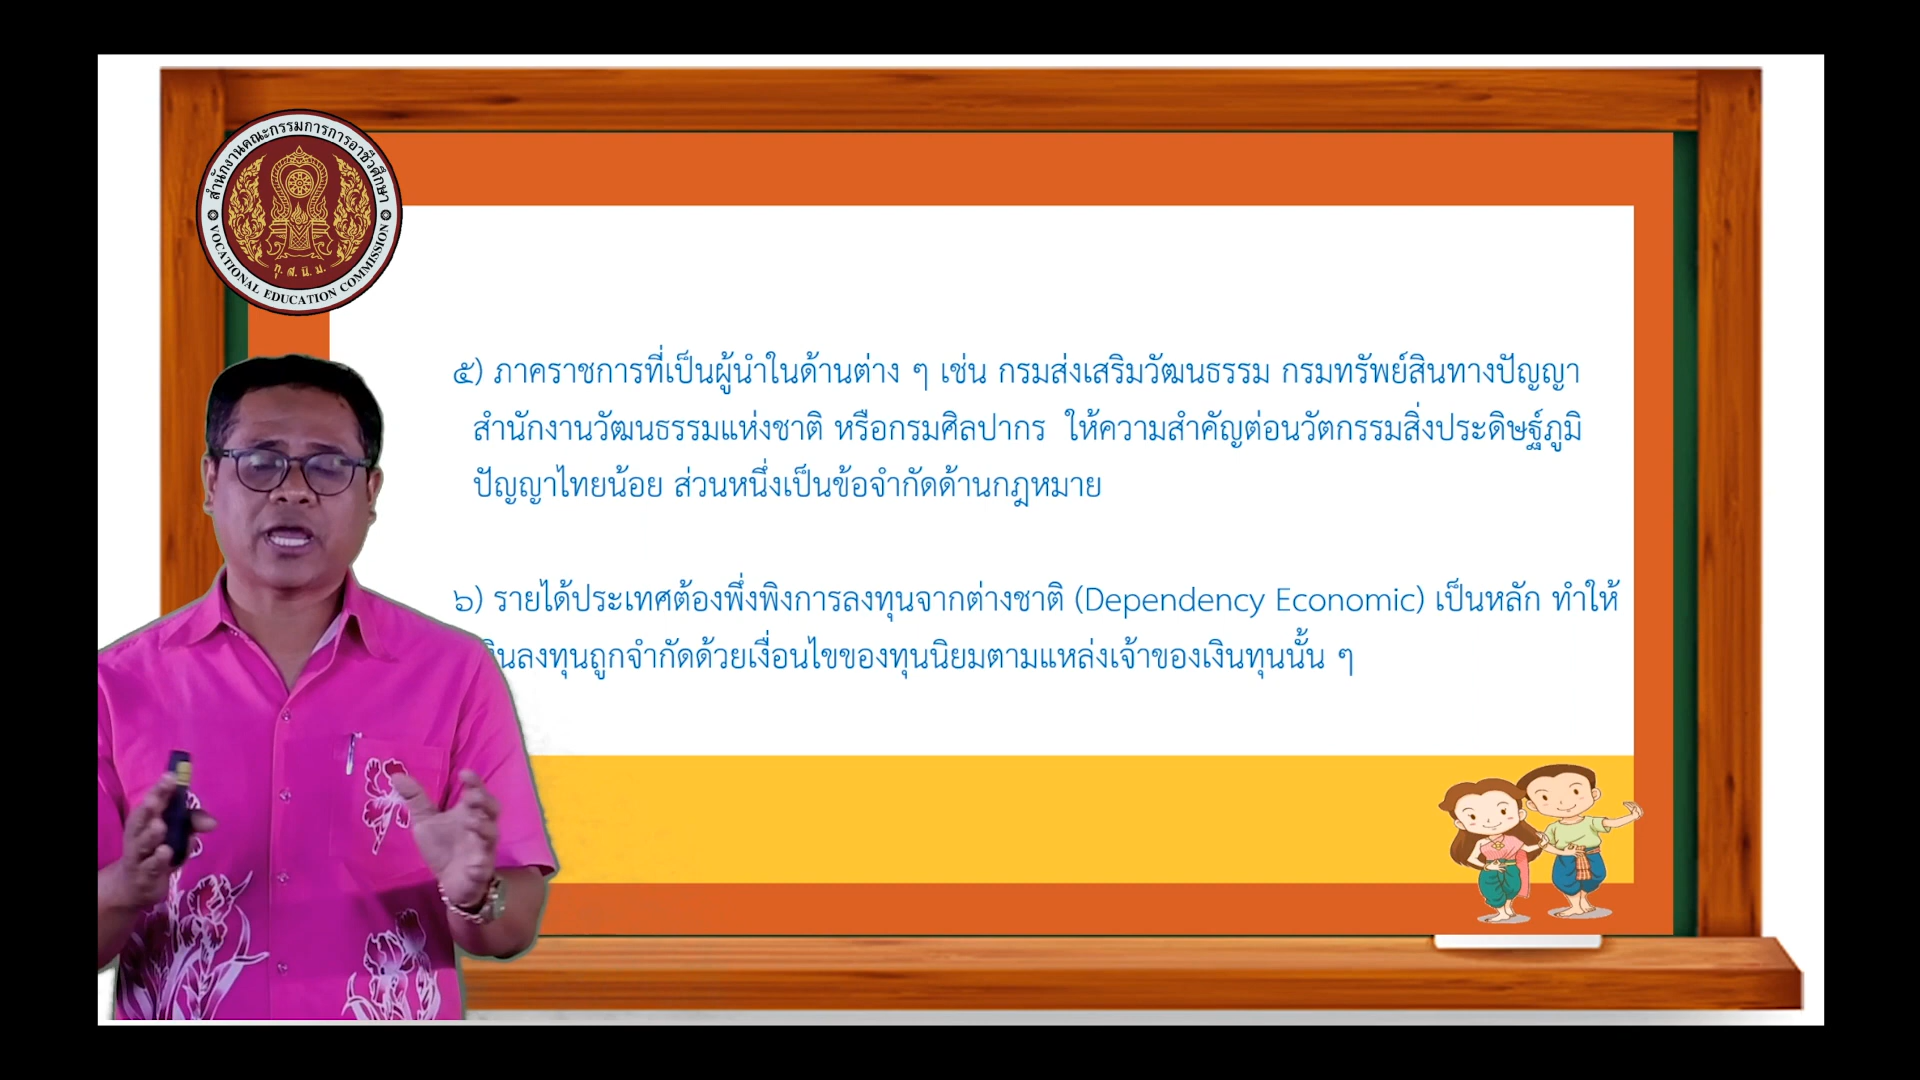 สำนักงานคณะกรรมการการอาชีวศึกษา
ทุ. ส. นิ. ม.
VOCATIONAL EDUCATION COMMISSION
๕) ภาคราชการที่เป็นผู้นำในด้านต่าง ๆ เช่น กรมส่งเสริมวัฒนธรรม กรมทรัพย์สินทางปัญญา
สำนักงานวัฒนธรรมแห่งชาติ หรือกรมศิลปากร ให้ความสำคัญต่อนวัตกรรมสิ่งประดิษฐ์ภูมิ
ปัญญาไทยน้อย ส่วนหนึ่งเป็นข้อจำกัดด้านกฎหมาย
๖) รายได้ประเทศต้องพึ่งพิงการลงทุนจากต่างชาติ (Dependency Economic) เป็นหลัก ทำให้
ลงทุนถูกจำกัดด้วยเงื่อนไขของทุนนิยมตามแหล่งเจ้าของเงินทุนนั้น ๆ